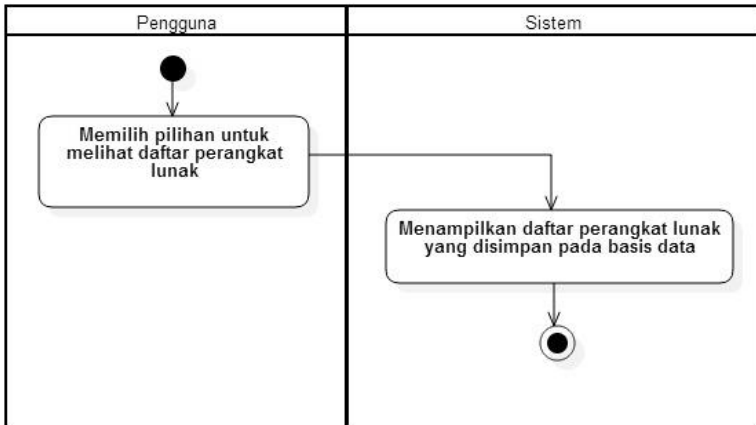 Pengguna
Sistem
Memilih pilihan untuk
melihat daftar perangkat
lunak
Menampilkan daftar perangkat lunak
yang disimpan pada basis data